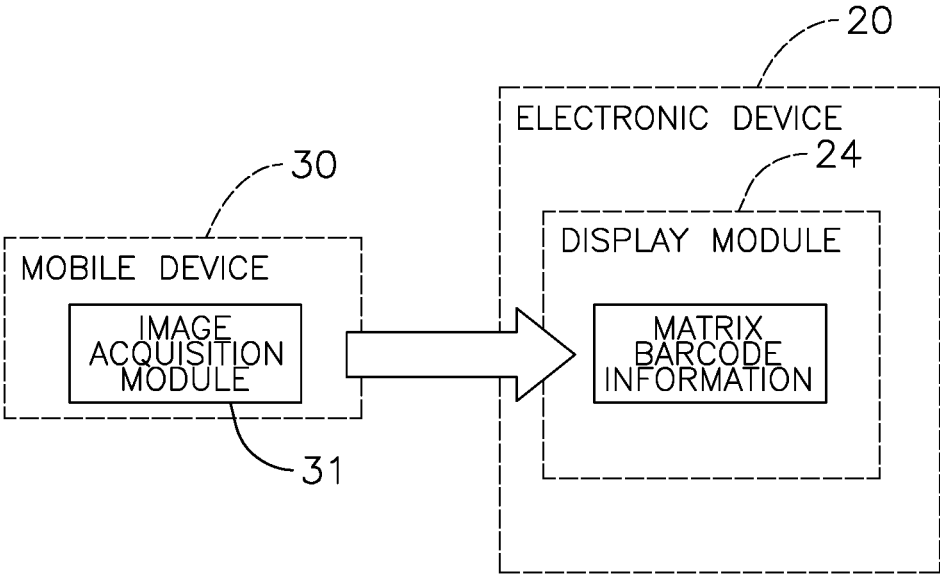 20
ELECTRONIC DEVICE
24
DISPLAY MODULE
MATRIX
BARCODE
INFORMATION
30
MOBILE DEVICE
IMAGE
ACQUISITION
MODULE
31